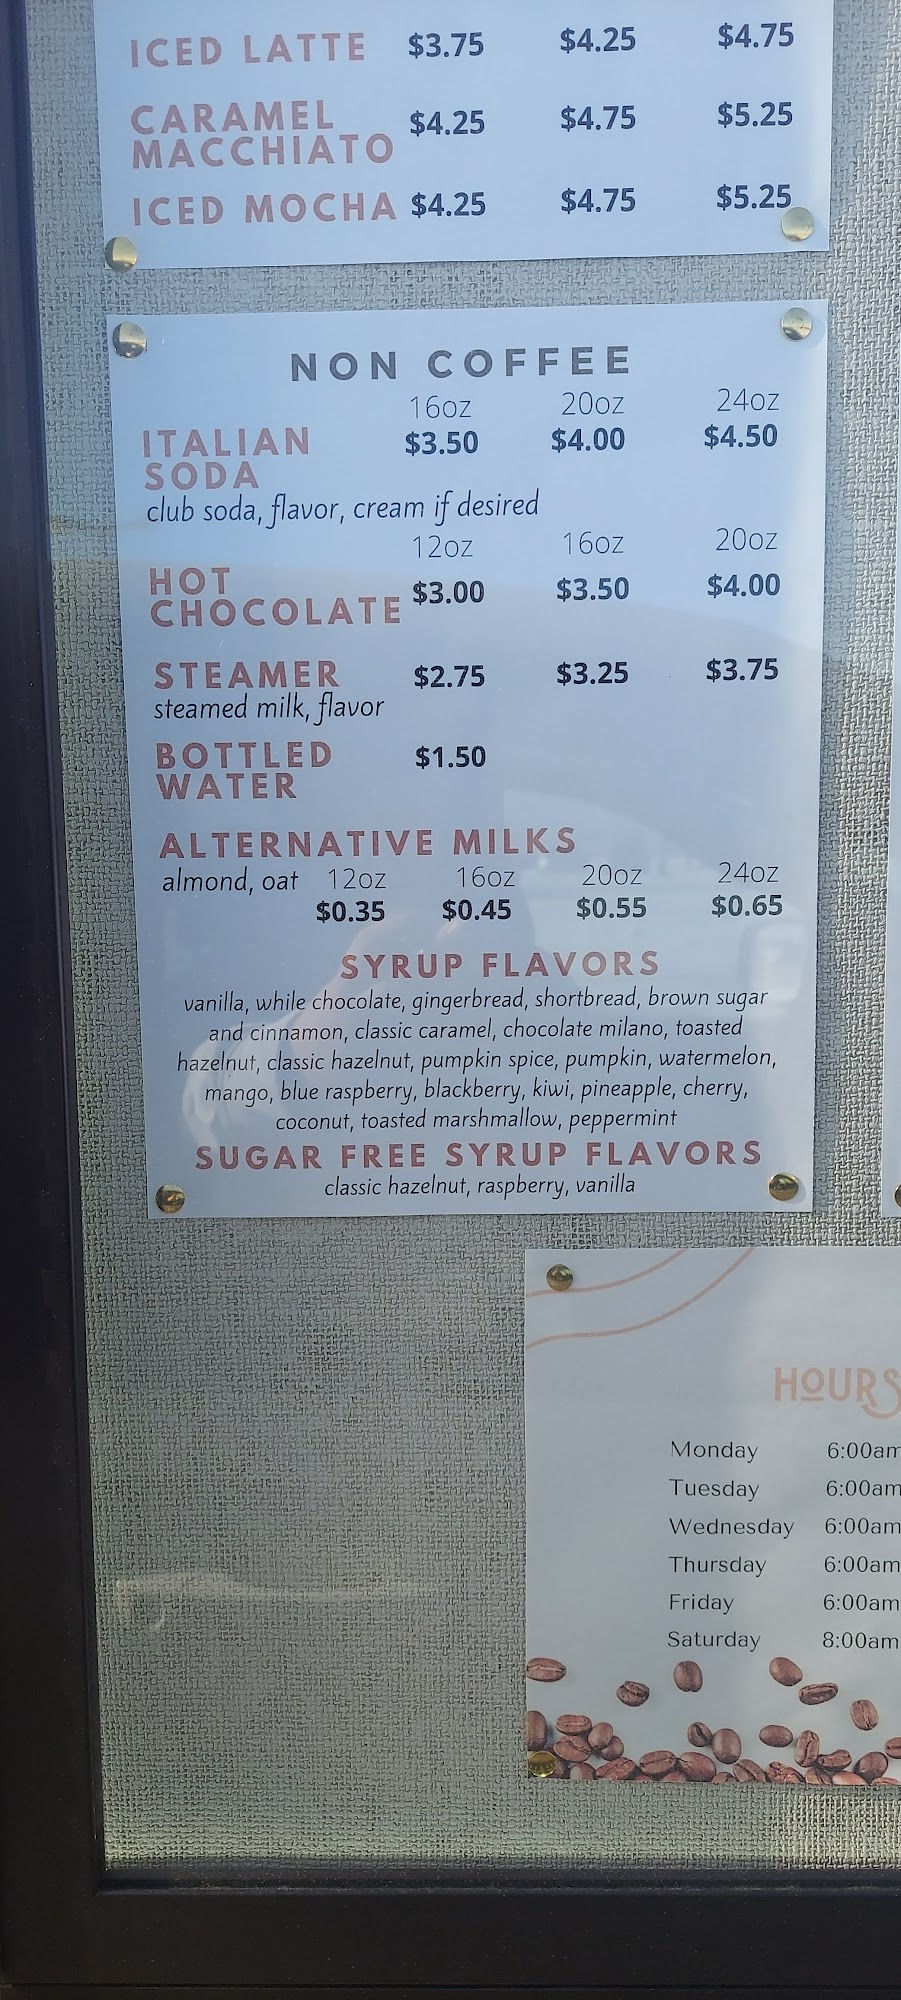 ICED LATTE $3.75 $4.25 $4.75
CARAMEL
MACCHIATO $4.25 $4.75 $5.25
ICED MOCHA $4.25 $4.75 $5.25
NON COFFEE
16oz 20oz 24oz
ITALIAN
SODA $3.50 $4.00 $4.50
club soda, flavor, cream if desired
12oz 16oz 20oz
HOT
CHOCOLATE $3.00 $3.50 $4.00
STEAMER $2.75 $3.25 $3.75
steamed milk, flavor
BOTTLED
WATER $1.50
ALTERNATIVE MILKS
almond, oat 12oz 16oz 20oz 24oz
$0.35 $0.45 $0.55 $0.65
SYRUP FLAVORS
vanilla, while chocolate, gingerbread, shortbread, brown sugar
and cinnamon, classic caramel, chocolate milano, toasted
hazelnut, classic hazelnut, pumpkin spice, pumpkin, watermelon,
mango, blue raspberry, blackberry, kiwi, pineapple, cherry,
coconut, toasted marshmallow, peppermint
SUGAR FREE SYRUP FLAVORS
classic hazelnut, raspberry, vanilla
HOURS
Monday 6:00am
Tuesday 6:00am
Wednesday 6:00am
Thursday 6:00am
Friday 6:00am
Saturday 8:00am